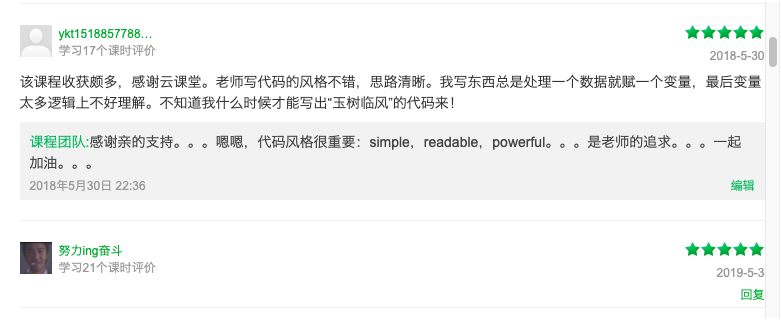 ykt1518857788...
学习17个课时评价
2018-5-30
该课程收获颇多，感谢云课堂。老师写代码的风格不错，思路清晰。我写东西总是处理一个数据就赋一个变量，最后变量
太多逻辑上不好理解。不知道我什么时候才能写出“玉树临风”的代码来！
课程团队:感谢亲的支持。。。嗯嗯，代码风格很重要：simple，readable，powerful。。。是老师的追求。。。一起
加油。。。
2018年5月30日 22:36
编辑
努力ing奋斗
学习21个课时评价
2019-5-3
回复